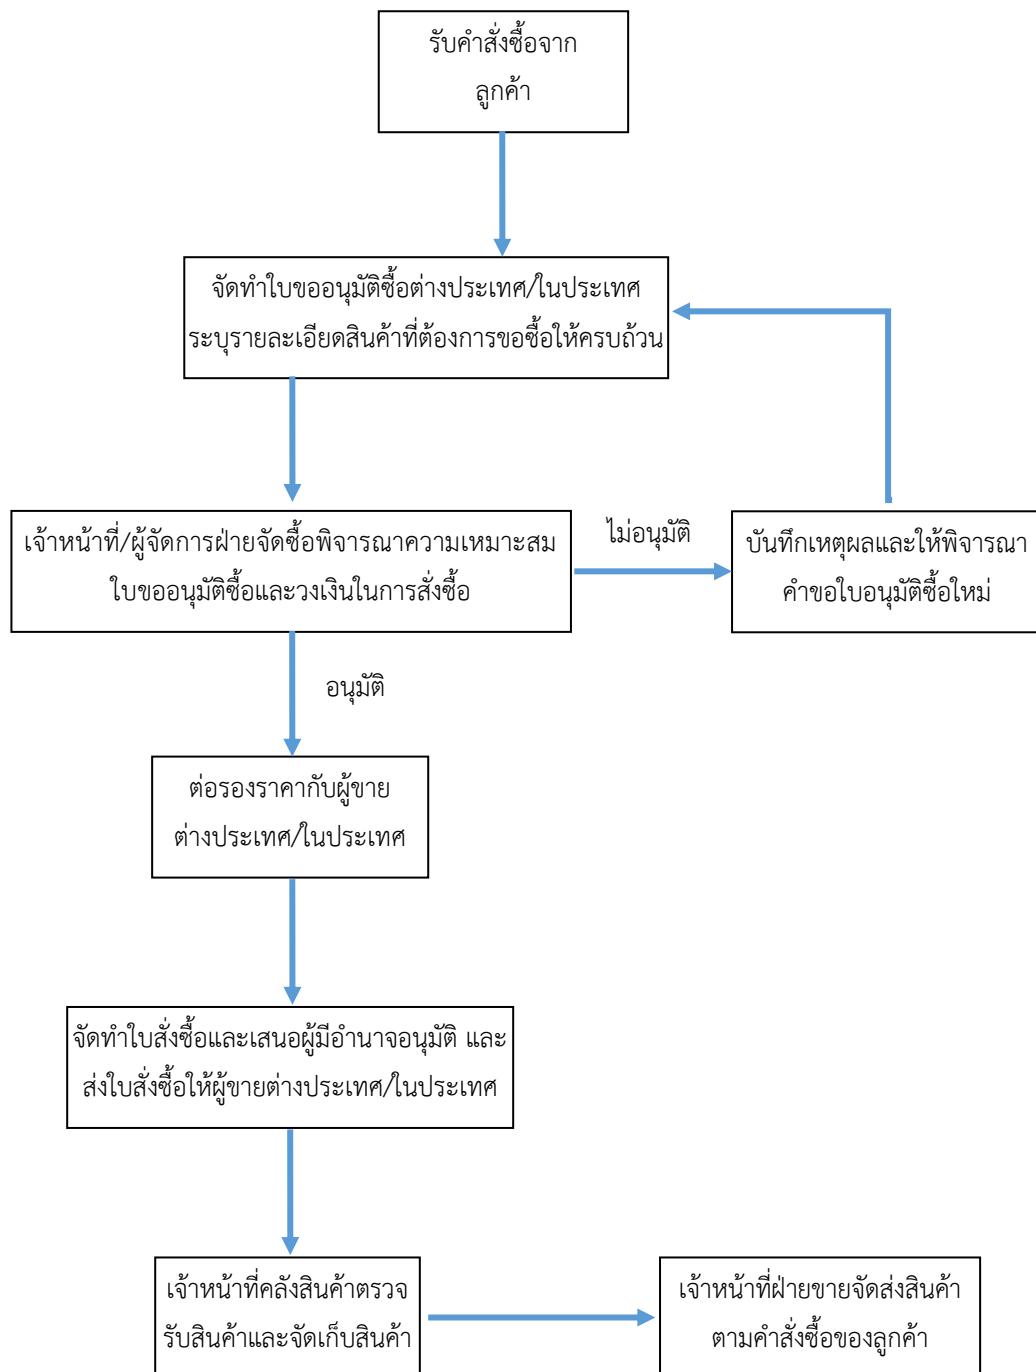 รับคำสั่งซื้อจาก
ลูกค้า
จัดทำใบขออนุมัติซื้อต่างประเทศ/ในประเทศ
ระบุรายละเอียดสินค้าที่ต้องการขอซื้อให้ครบถ้วน
เจ้าหน้าที่/ผู้จัดการฝ่ายจัดซื้อพิจารณาความเหมาะสม
ใบขออนุมัติซื้อและวงเงินในการสั่งซื้อ
ไม่อนุมัติ
บันทึกเหตุผลและให้พิจารณา
คำขอใบอนุมัติซื้อใหม่
อนุมัติ
ต่อรองราคากับผู้ขาย
ต่างประเทศ/ในประเทศ
จัดทำใบสั่งซื้อและเสนอผู้มีอำนาจอนุมัติ และ
ส่งใบสั่งซื้อให้ผู้ขายต่างประเทศ/ในประเทศ
เจ้าหน้าที่คลังสินค้าตรวจ
รับสินค้าและจัดเก็บสินค้า
เจ้าหน้าที่ฝ่ายขายจัดส่งสินค้า
ตามคำสั่งซื้อของลูกค้า